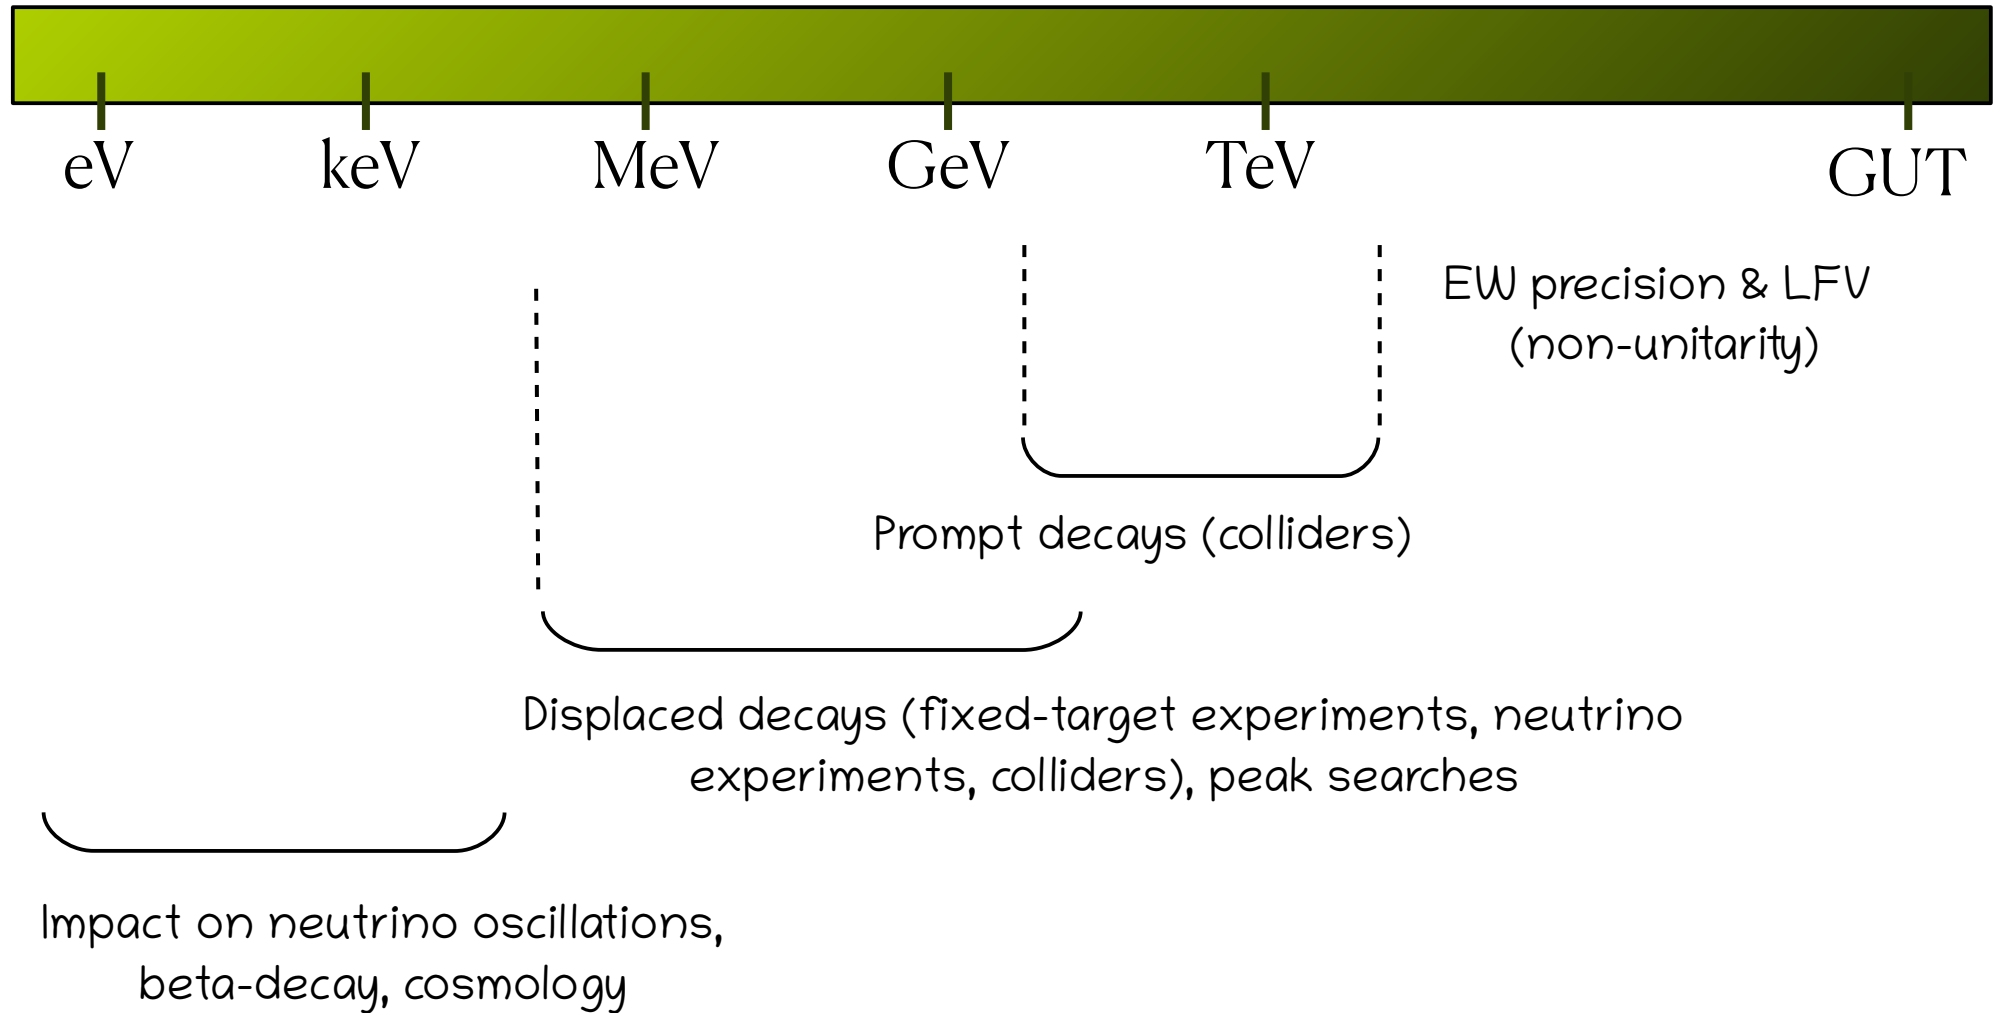 eV keV MeV GeV TeV GUT
EW precision & LFV
(non-unitarity)
Prompt decays (colliders)
Displaced decays (fixed-target experiments, neutrino
experiments, colliders), peak searches
Impact on neutrino oscillations,
beta-decay, cosmology